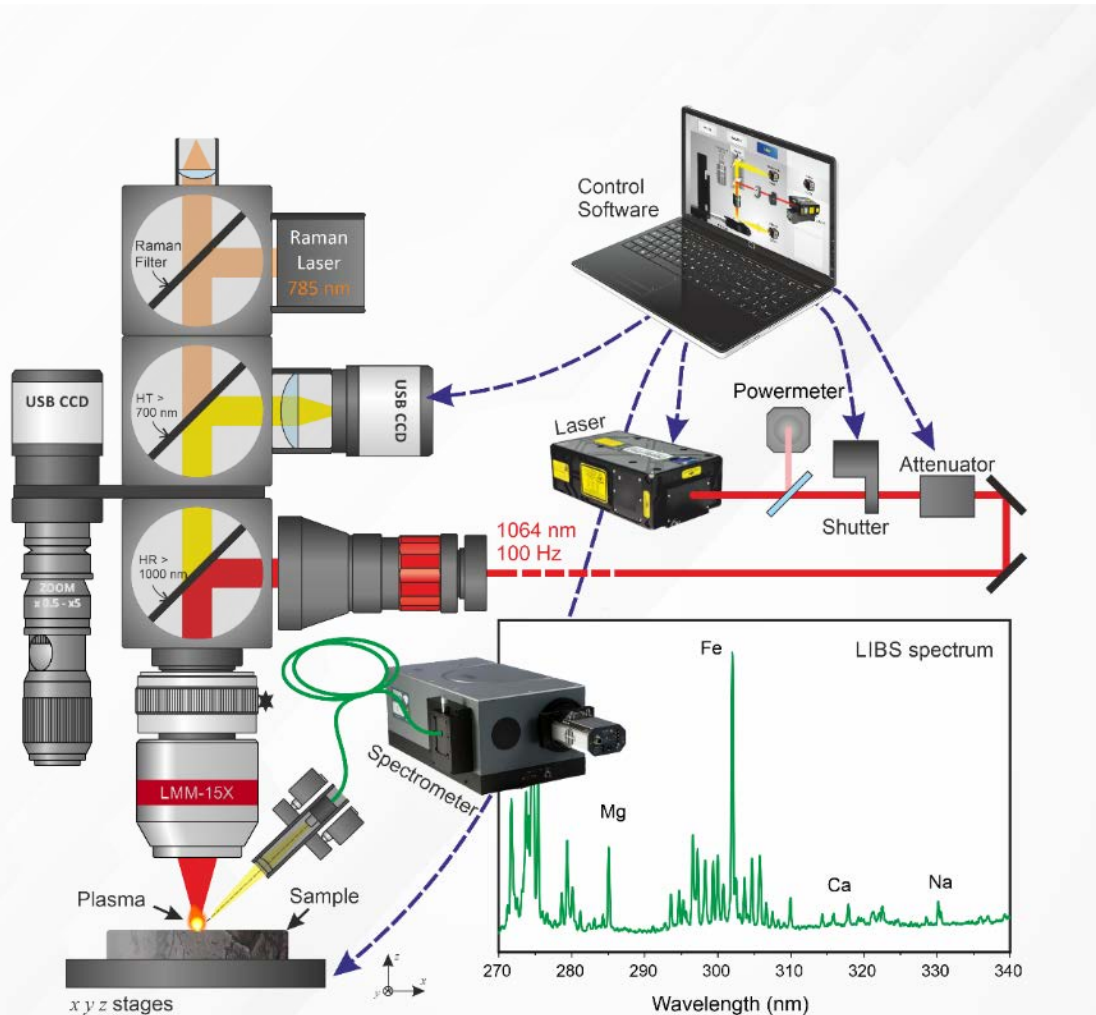 Control
Software
Raman
Filter
Raman
Laser
785 nm
USB CCD
HT >
700 nm
USB CCD
Powermeter
Laser
Attenuator
Shutter
1064 nm
100 Hz
HR >
1000 nm
ZOOM
x 0,5 - x5
LMM-15X
Spectrometer
Plasma
Sample
x y z stages
z
y
x
LIBS spectrum
Fe
Mg
Ca
Na
270 280 290 300 310 320 330 340
Wavelength (nm)